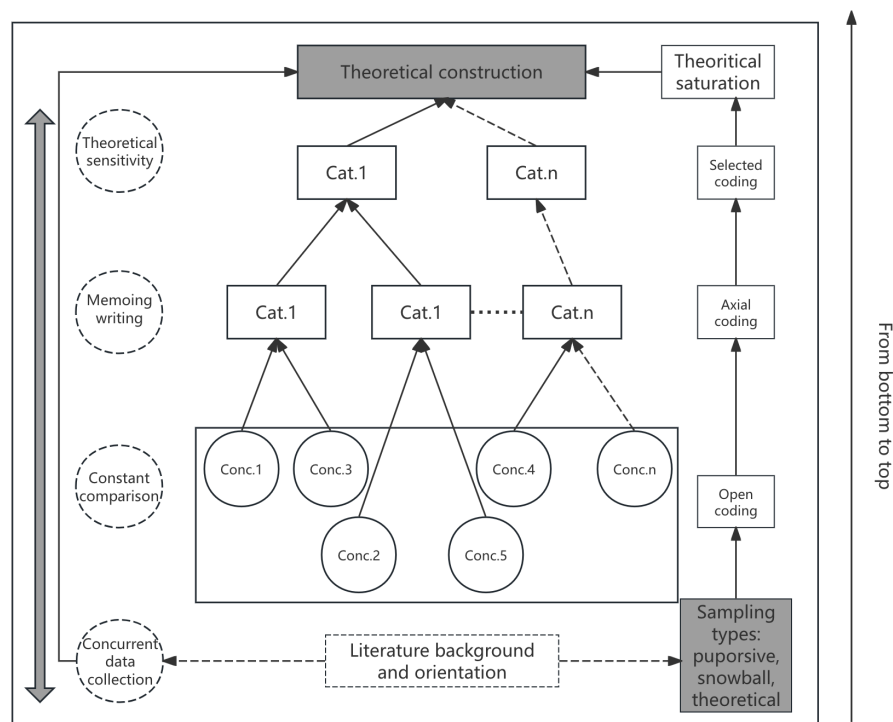 Theoretical construction
Theoritical
saturation
Theoretical
sensitivity
Cat.1
Cat.n
Selected
coding
Memoing
writing
Cat.1
Cat.1
Cat.n
Axial
coding
From bottom to top
Constant
comparison
Conc.1
Conc.3
Conc.4
Conc.n
Open
coding
Conc.2
Conc.5
Concurrent
data
collection
Literature background
and orientation
Sampling
types:
puporsive,
snowball,
theoretical